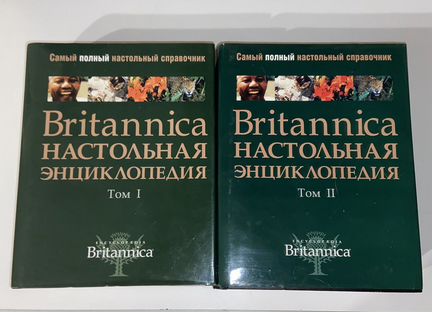 Самый полный настольный справочник
Britannica
НАСТОЛЬНАЯ
ЭНЦИКЛОПЕДИЯ
Том I
ENCYCLOPÆDIA
Britannica
Самый полный настольный справочник
Britannica
НАСТОЛЬНАЯ
ЭНЦИКЛОПЕДИЯ
Том II
ENCYCLOPÆDIA
Britannica